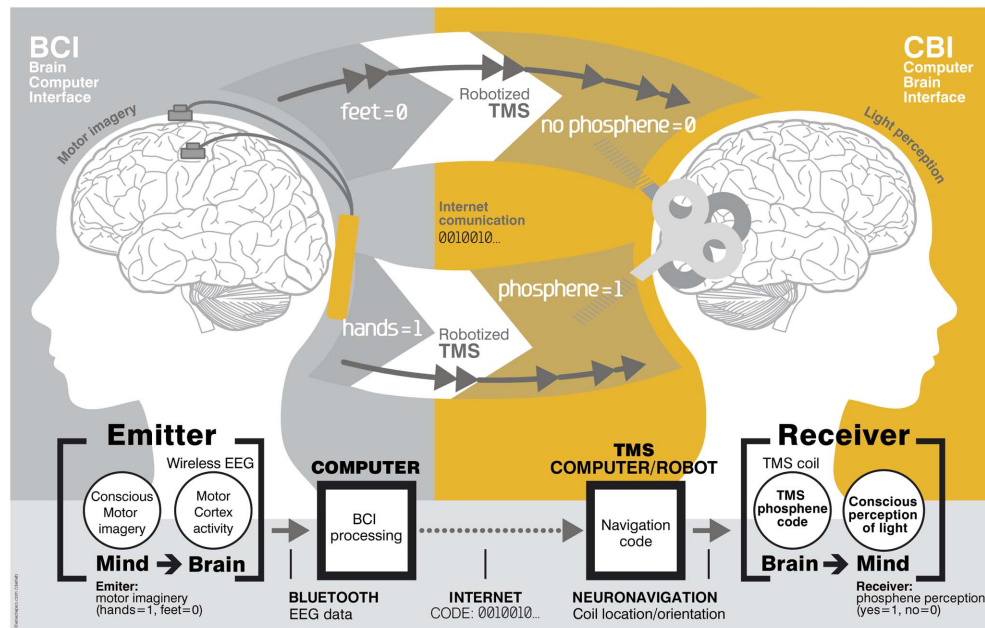 BCI
Brain
Computer
Interface
CBI
Computer
Brain
Interface
Motor imagery
Light perception
feet=0
Robotized
TMS
no phosphene=0
Internet
comunication
0010010...
phosphene=1
hands=1
Robotized
TMS
Emitter
Wireless EEG
Conscious
Motor
imagery
Motor
Cortex
activity
Mind
Brain
Emiter:
motor imaginery
(hands=1, feet=0)
COMPUTER
BCI
processing
BLUETOOTH
EEG data
INTERNET
CODE: 0010010...
TMS
COMPUTER/ROBOT
Navigation
code
NEURONAVIGATION
Coil location/orientation
Receiver
TMS coil
TMS
phosphene
code
Conscious
perception
of light
Brain
Mind
Receiver:
phosphene perception
(yes=1, no=0)